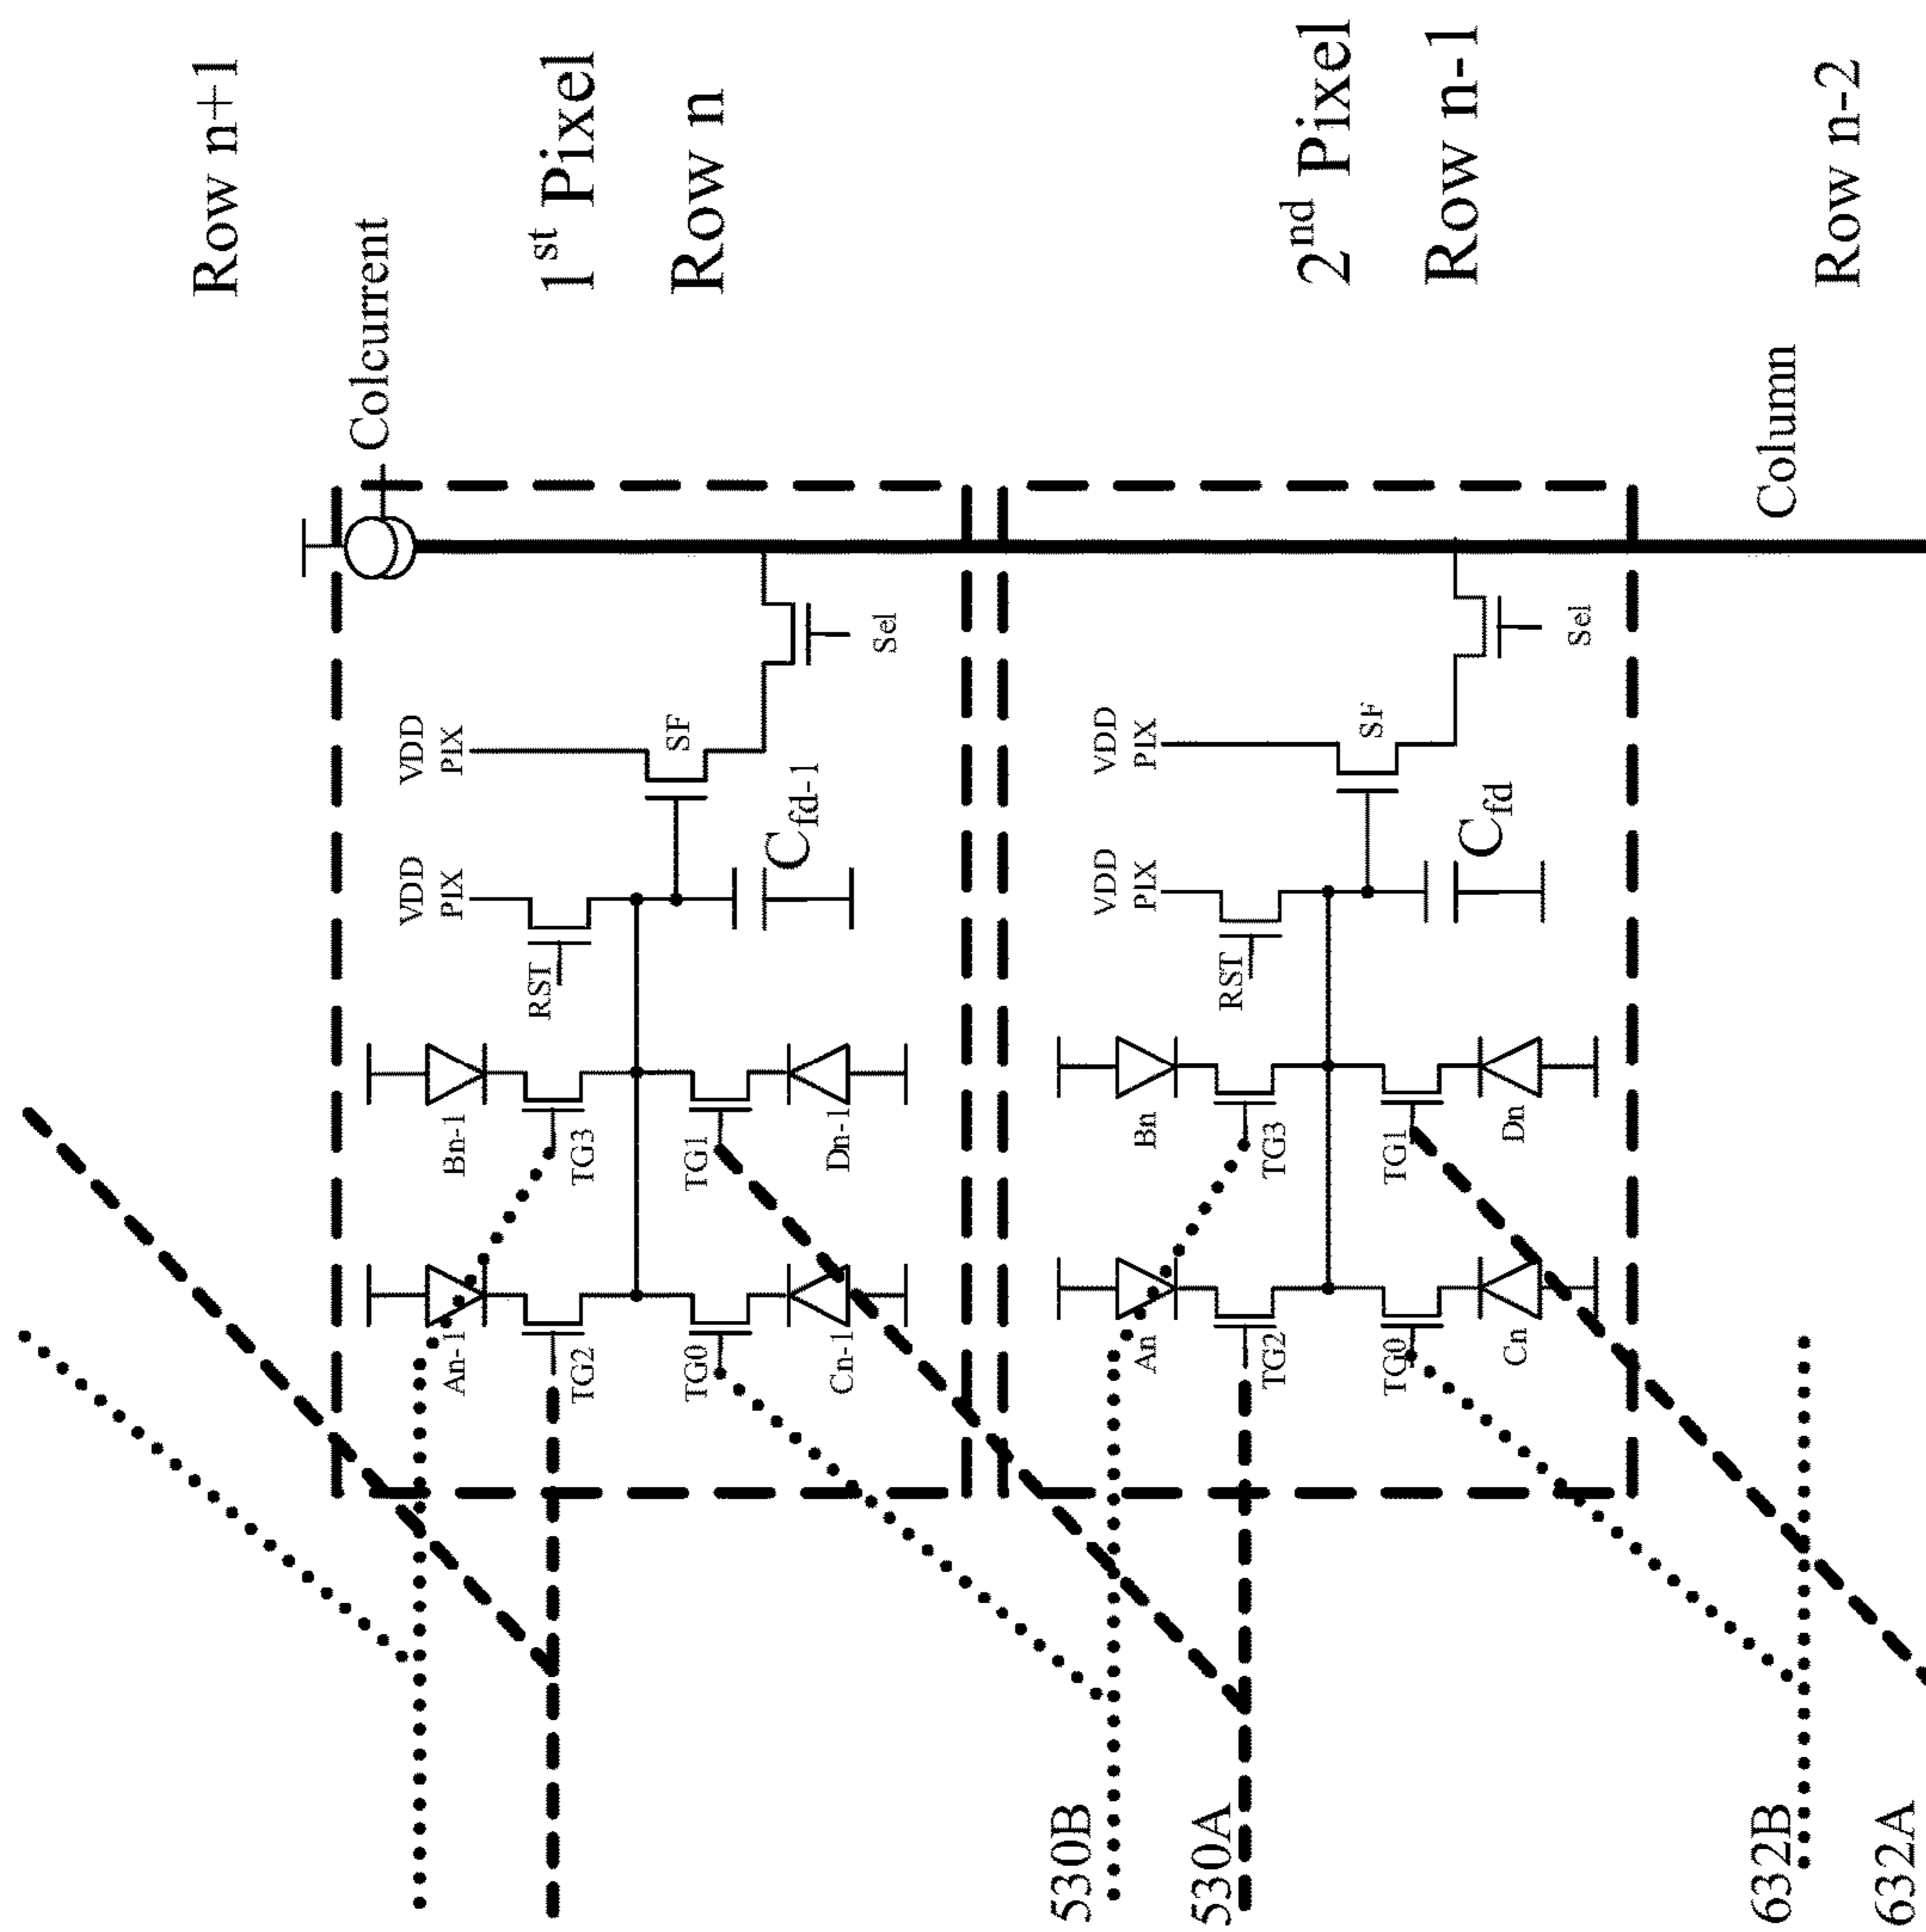 Row n+1
Colcurrent
1st Pixel
Row n
VDD
PIX
VDD
PIX
SF
Sel
Cfd-1
RST
Bn-1
TG3
TG1
Dn-1
An-1
TG2
TG0
Cn-1
2nd Pixel
Row n-1
VDD
PIX
VDD
PIX
SF
Sel
Cfd
RST
Bn
TG3
TG1
Dn
An
TG2
TG0
Cn
530B
530A
Column
Row n-2
632B
632A